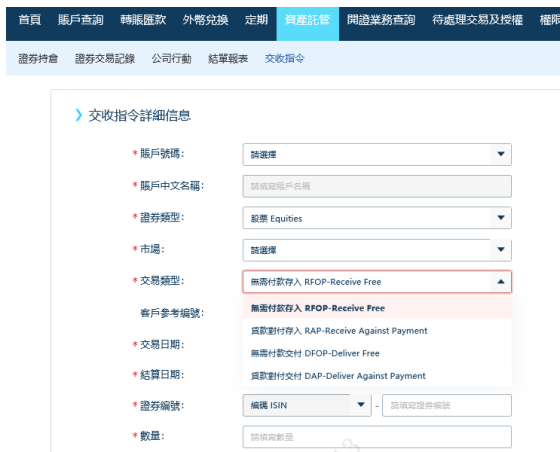 首頁 賬戶查詢 轉賬匯款 外幣兌換 定期 資產託管 開證業務查詢 待處理交易及授權 權限
證券持倉 證券交易記錄 公司行動 結單報表 交收指令
交收指令詳細信息
* 賬戶號碼: 請選擇
* 賬戶中文名稱: 請填寫賬戶名稱
* 證券類型: 股票 Equities
* 市場: 請選擇
* 交易類型: 無需付款存入 RFOP-Receive Free
無需付款存入 RFOP-Receive Free
客戶參考編號:
貨款對付存入 RAP-Receive Against Payment
* 交易日期: 無需付款交付 DFOP-Deliver Free
* 結算日期: 貨款對付交付 DAP-Deliver Against Payment
* 證券編號: 編碼 ISIN - 請填寫證券編號
* 數量: 請填寫數量